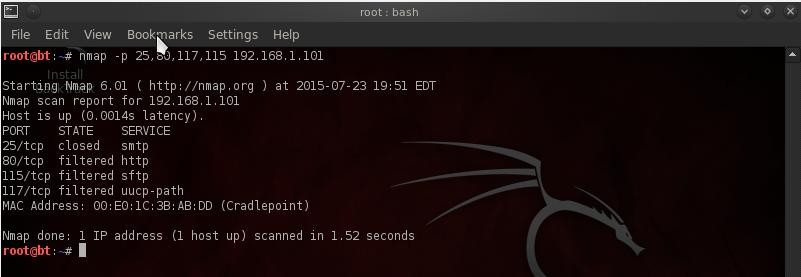 root : bash
File Edit View Bookmarks Settings Help
root@bt:~# nmap -p 25,80,117,115 192.168.1.101
Install
BackTrack
Starting Nmap 6.01 ( http://nmap.org ) at 2015-07-23 19:51 EDT
Nmap scan report for 192.168.1.101
Host is up (0.0014s latency).
PORT STATE SERVICE
25/tcp closed smtp
80/tcp filtered http
115/tcp filtered sftp
117/tcp filtered uucp-path
MAC Address: 00:E0:1C:3B:AB:DD (Cradlepoint)
Nmap done: 1 IP address (1 host up) scanned in 1.52 seconds
root@bt:~#